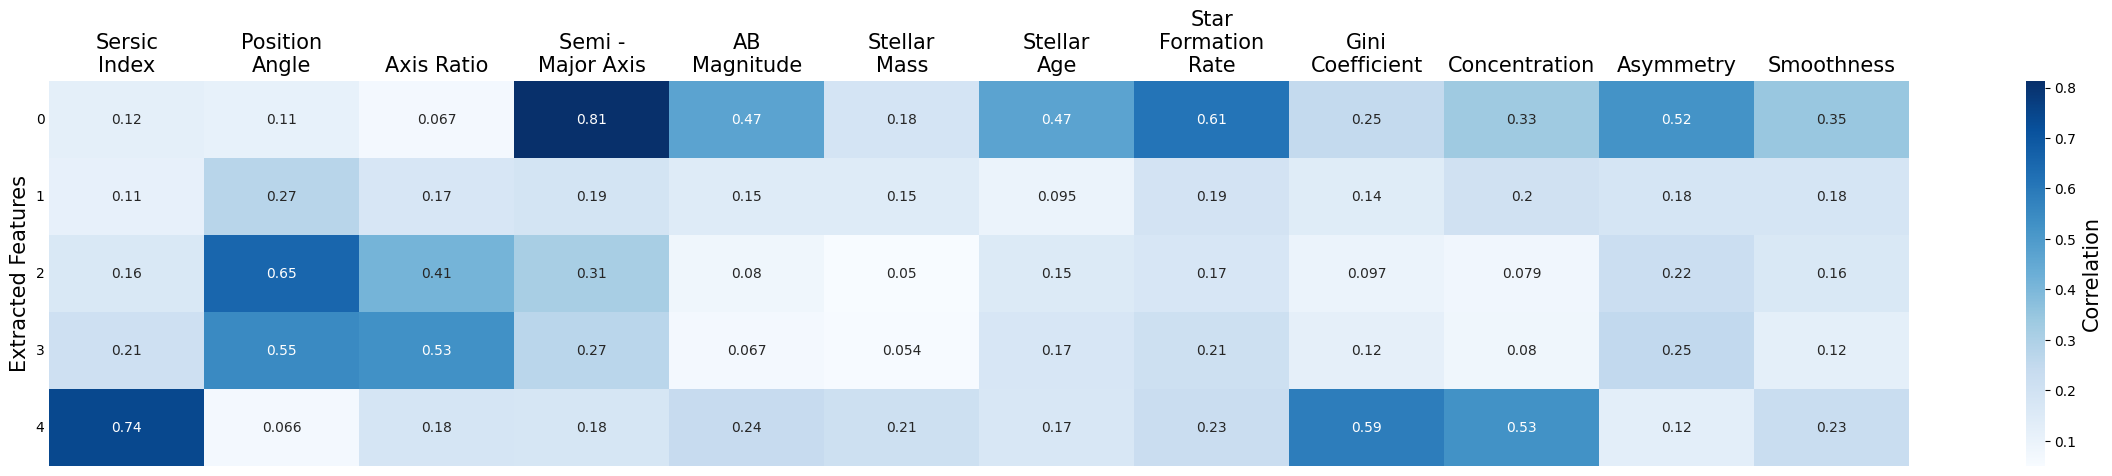 Sersic
Index
Position
Angle
Axis Ratio
Semi -
Major Axis
AB
Magnitude
Stellar
Mass
Stellar
Age
Star
Formation
Rate
Gini
Coefficient
Concentration
Asymmetry
Smoothness
Extracted Features
0 0.12 0.11 0.067 0.81 0.47 0.18 0.47 0.61 0.25 0.33 0.52 0.35
1 0.11 0.27 0.17 0.19 0.15 0.15 0.095 0.19 0.14 0.2 0.18 0.18
2 0.16 0.65 0.41 0.31 0.08 0.05 0.15 0.17 0.097 0.079 0.22 0.16
3 0.21 0.55 0.53 0.27 0.067 0.054 0.17 0.21 0.12 0.08 0.25 0.12
4 0.74 0.066 0.18 0.18 0.24 0.21 0.17 0.23 0.59 0.53 0.12 0.23
0.8
0.7
0.6
0.5
0.4
0.3
0.2
0.1
Correlation